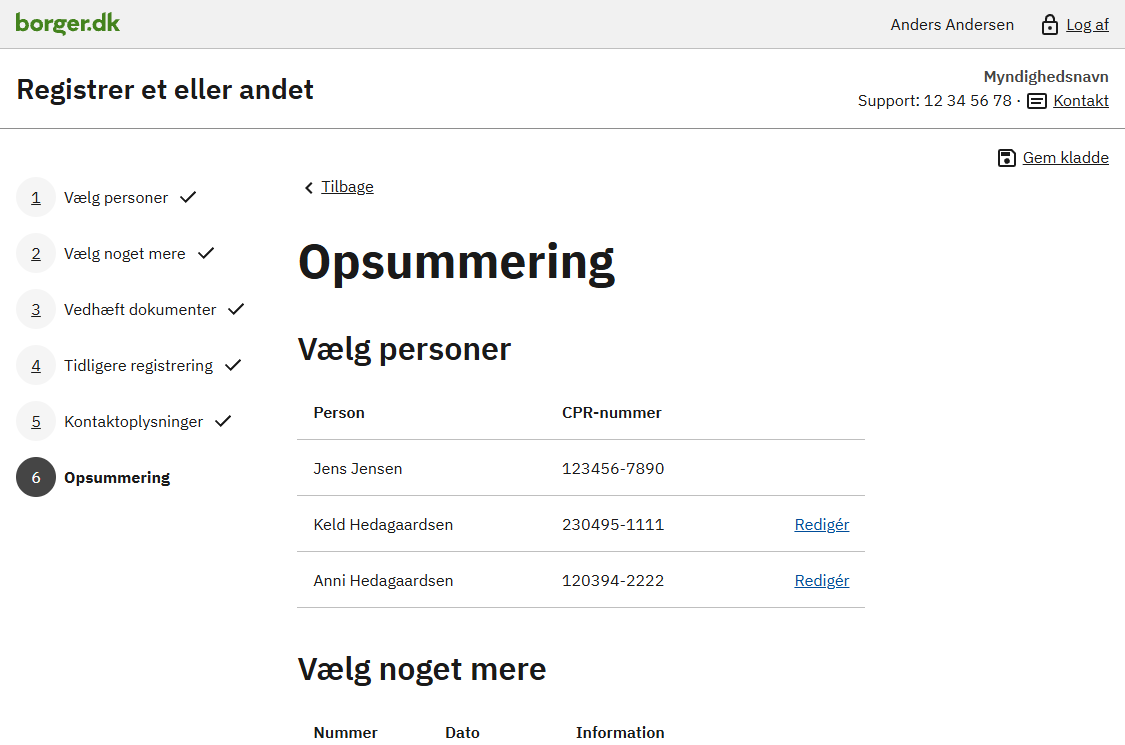 borger.dk
Anders Andersen
Log af
Registrer et eller andet
Myndighedsnavn
Support: 12 34 56 78 · Kontakt
Gem kladde
1 Vælg personer
2 Vælg noget mere
3 Vedhæft dokumenter
4 Tidligere registrering
5 Kontaktoplysninger
6 Opsummering
Tilbage
Opsummering
Vælg personer
Person CPR-nummer
Jens Jensen 123456-7890
Keld Hedagaardsen 230495-1111 Redigér
Anni Hedagaardsen 120394-2222 Redigér
Vælg noget mere
Nummer Dato Information